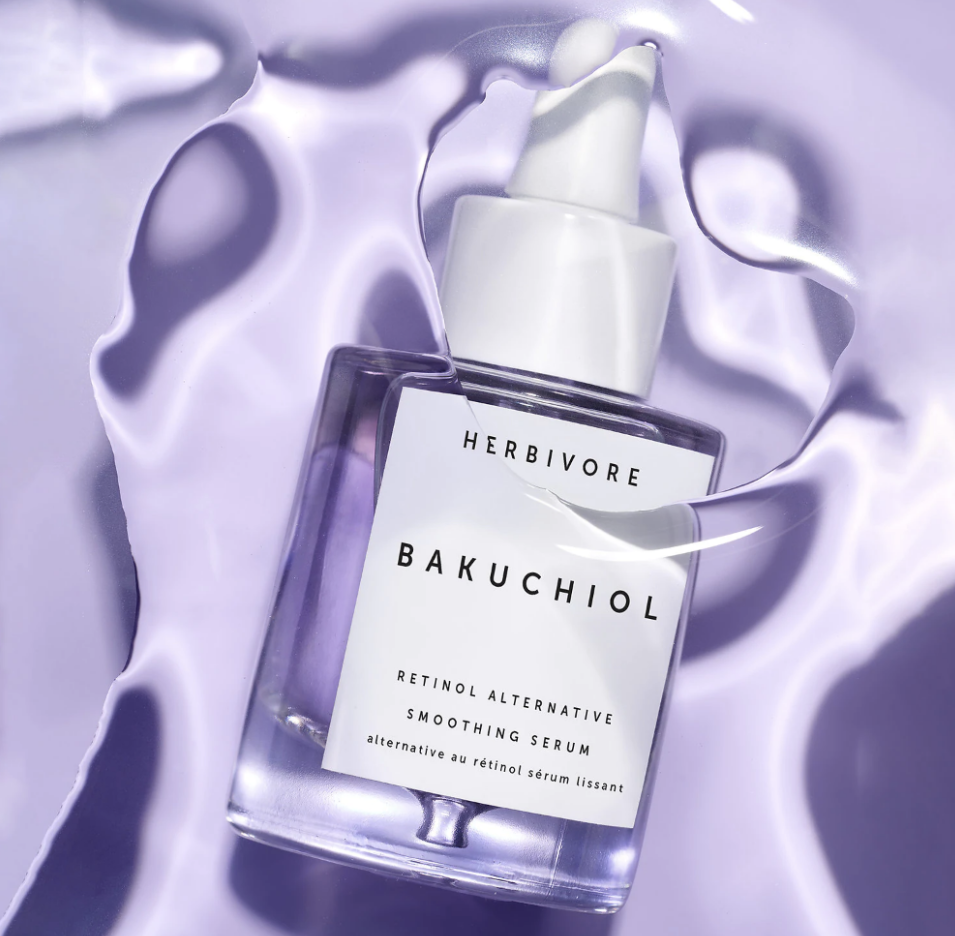 HERBIVORE
BAKUCHIOL
RETINOL ALTERNATIVE
SMOOTHING SERUM
alternative au rétinol sérum lissant